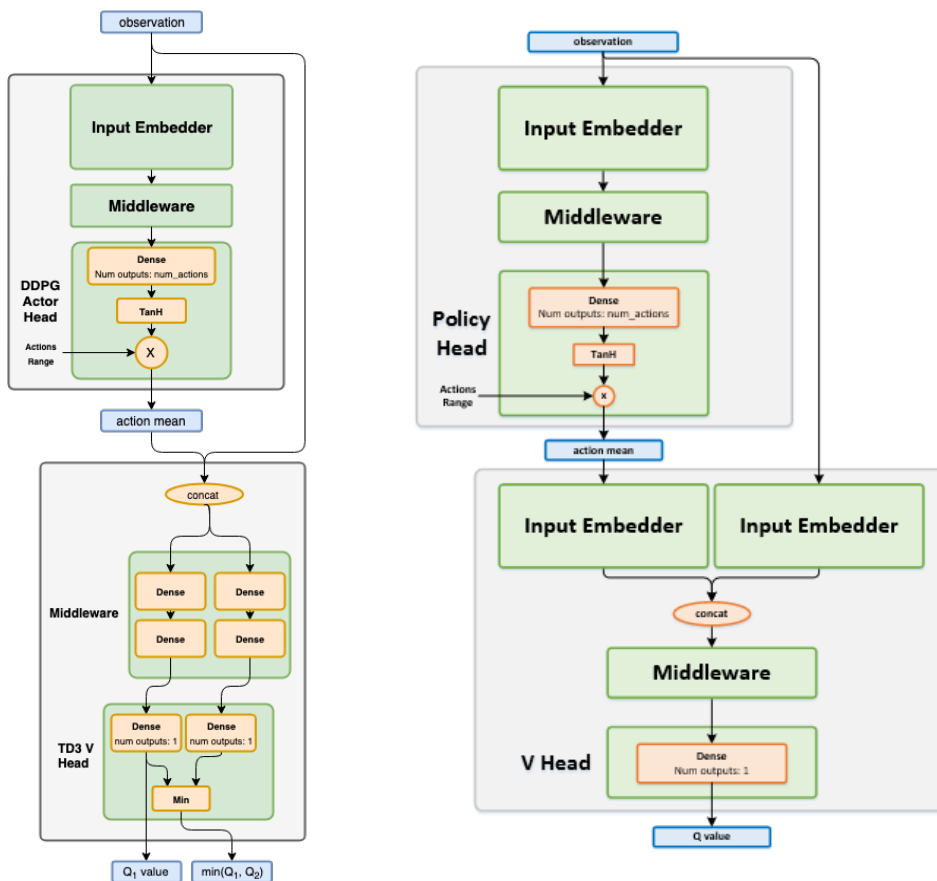 observation
Input Embedder
Middleware
DDPG
Actor
Head
Dense
Num outputs: num_actions
TanH
Actions
Range
X
action mean
concat
Middleware
Dense
Dense
Dense
Dense
TD3 V
Head
Dense
num outputs: 1
Dense
num outputs: 1
Min
Q₁ value
min(Q₁, Q₂)
observation
Input Embedder
Middleware
Policy
Head
Dense
Num outputs: num_actions
TanH
Actions
Range
x
action mean
Input Embedder
Input Embedder
concat
Middleware
V Head
Dense
Num outputs: 1
Q value